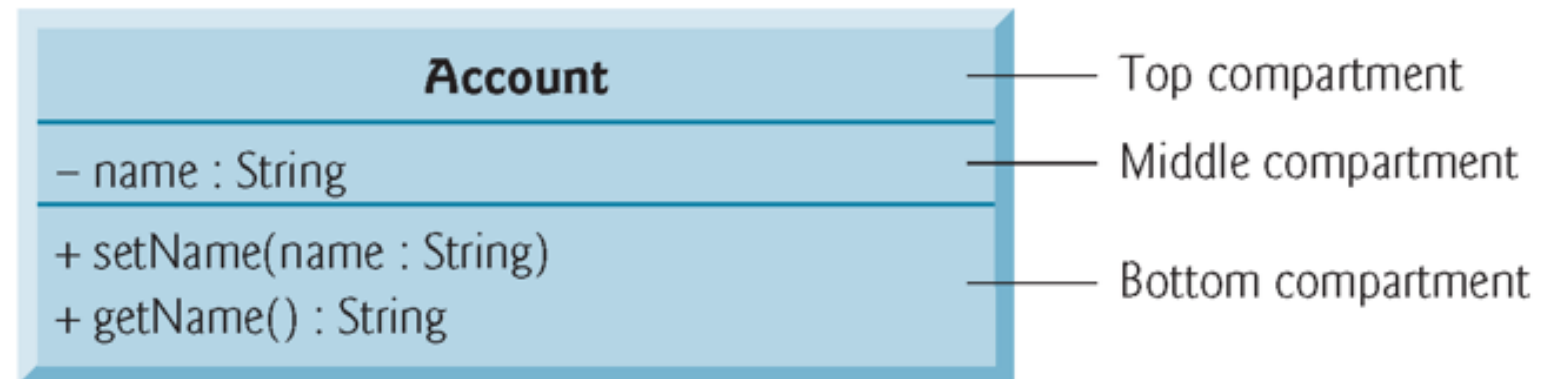 Account
Top compartment
– name : String
Middle compartment
+ setName(name : String)
+ getName() : String
Bottom compartment